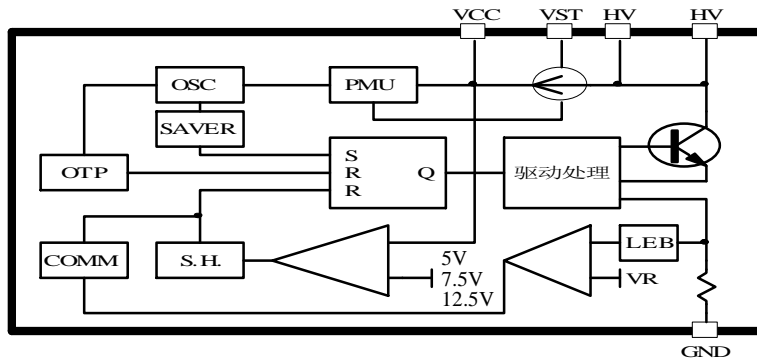 VCC VST HV HV
OSC PMU
SAVER
OTP
S
R Q 驱动处理
R
COMM S.H. LEB
5V
7.5V VR
12.5V
GND